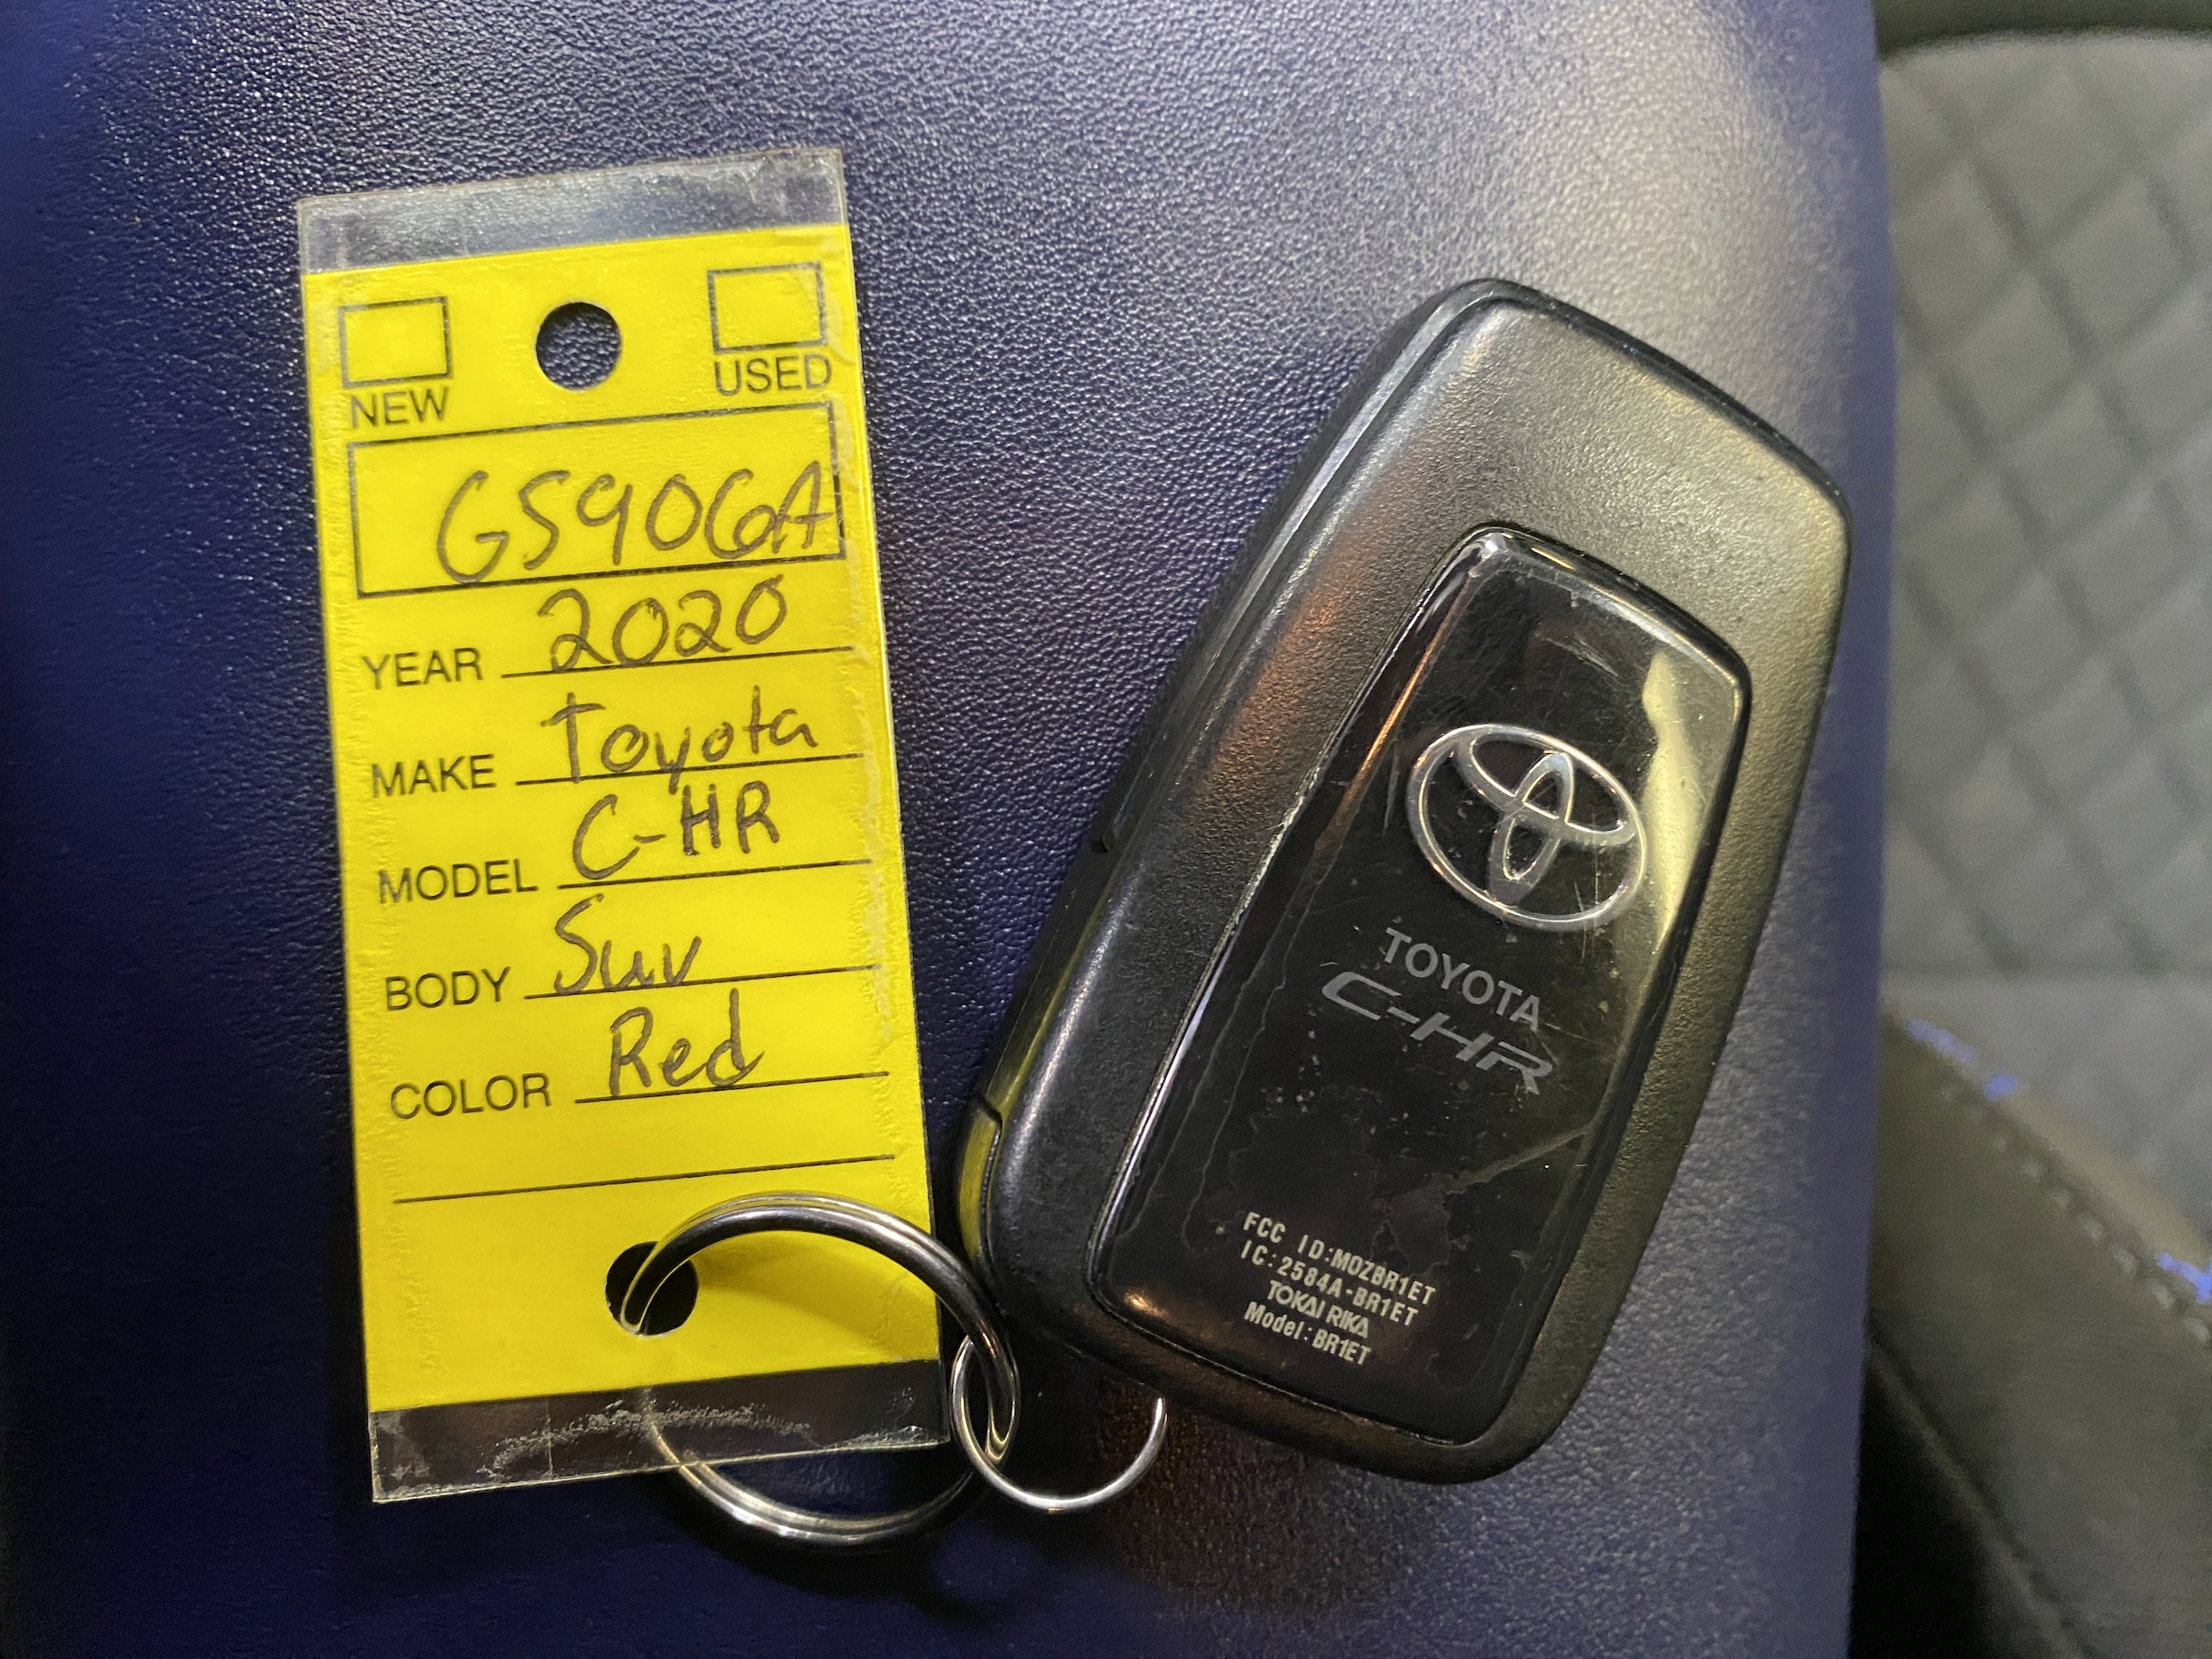 NEW
USED
G5906A
YEAR 2020
MAKE Toyota
MODEL C-HR
BODY Suv
COLOR Red
TOYOTA
C-HR
FCC ID:MOZBR1ET
IC:2584A-BR1ET
TOKAI RIKA
Model:BR1ET